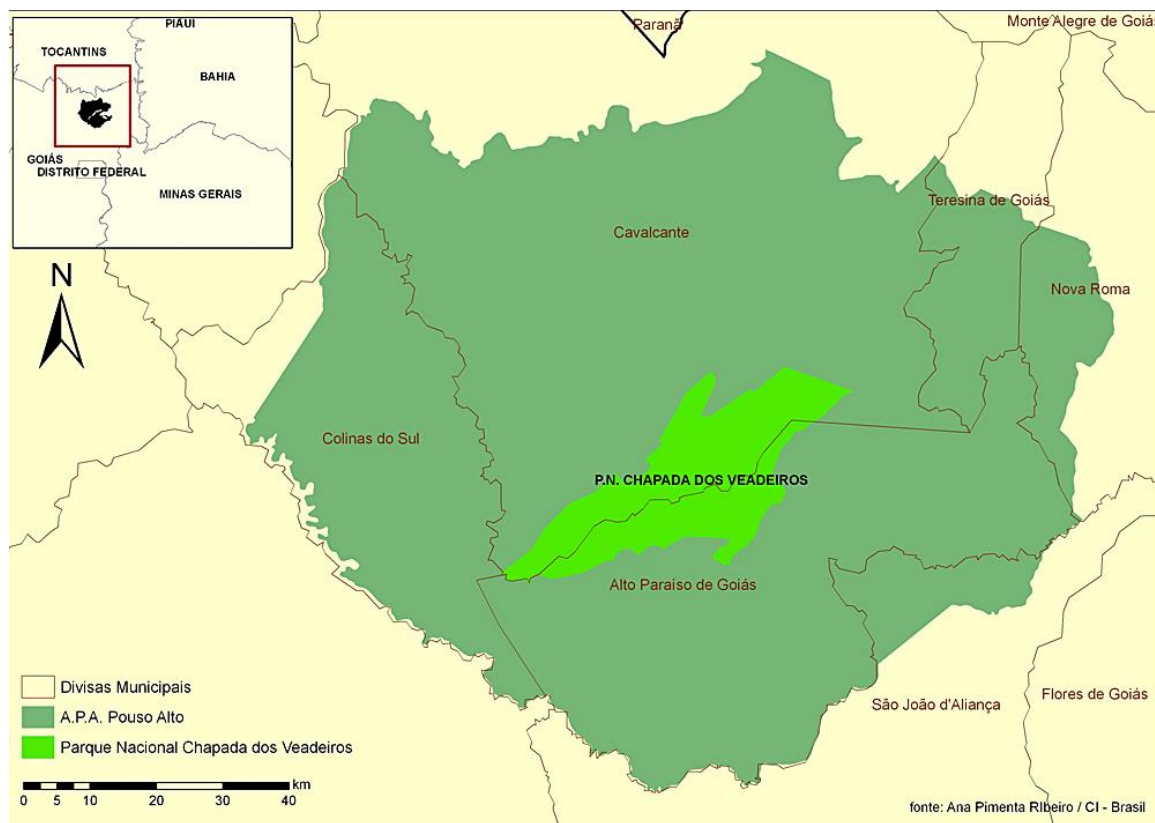 PIAUÍ
TOCANTINS
BAHIA
GOIÁS
DISTRITO FEDERAL
MINAS GERAIS
Paranã
Monte Alegre de Goiás
Teresina de Goiás
Cavalcante
Nova Roma
N
Colinas do Sul
P.N. CHAPADA DOS VEADEIROS
Alto Paraíso de Goiás
São João d'Aliança
Flores de Goiás
Divisas Municipais
A.P.A. Pouso Alto
Parque Nacional Chapada dos Veadeiros
km
0 5 10 20 30 40
fonte: Ana Pimenta RIbeiro / CI - Brasil